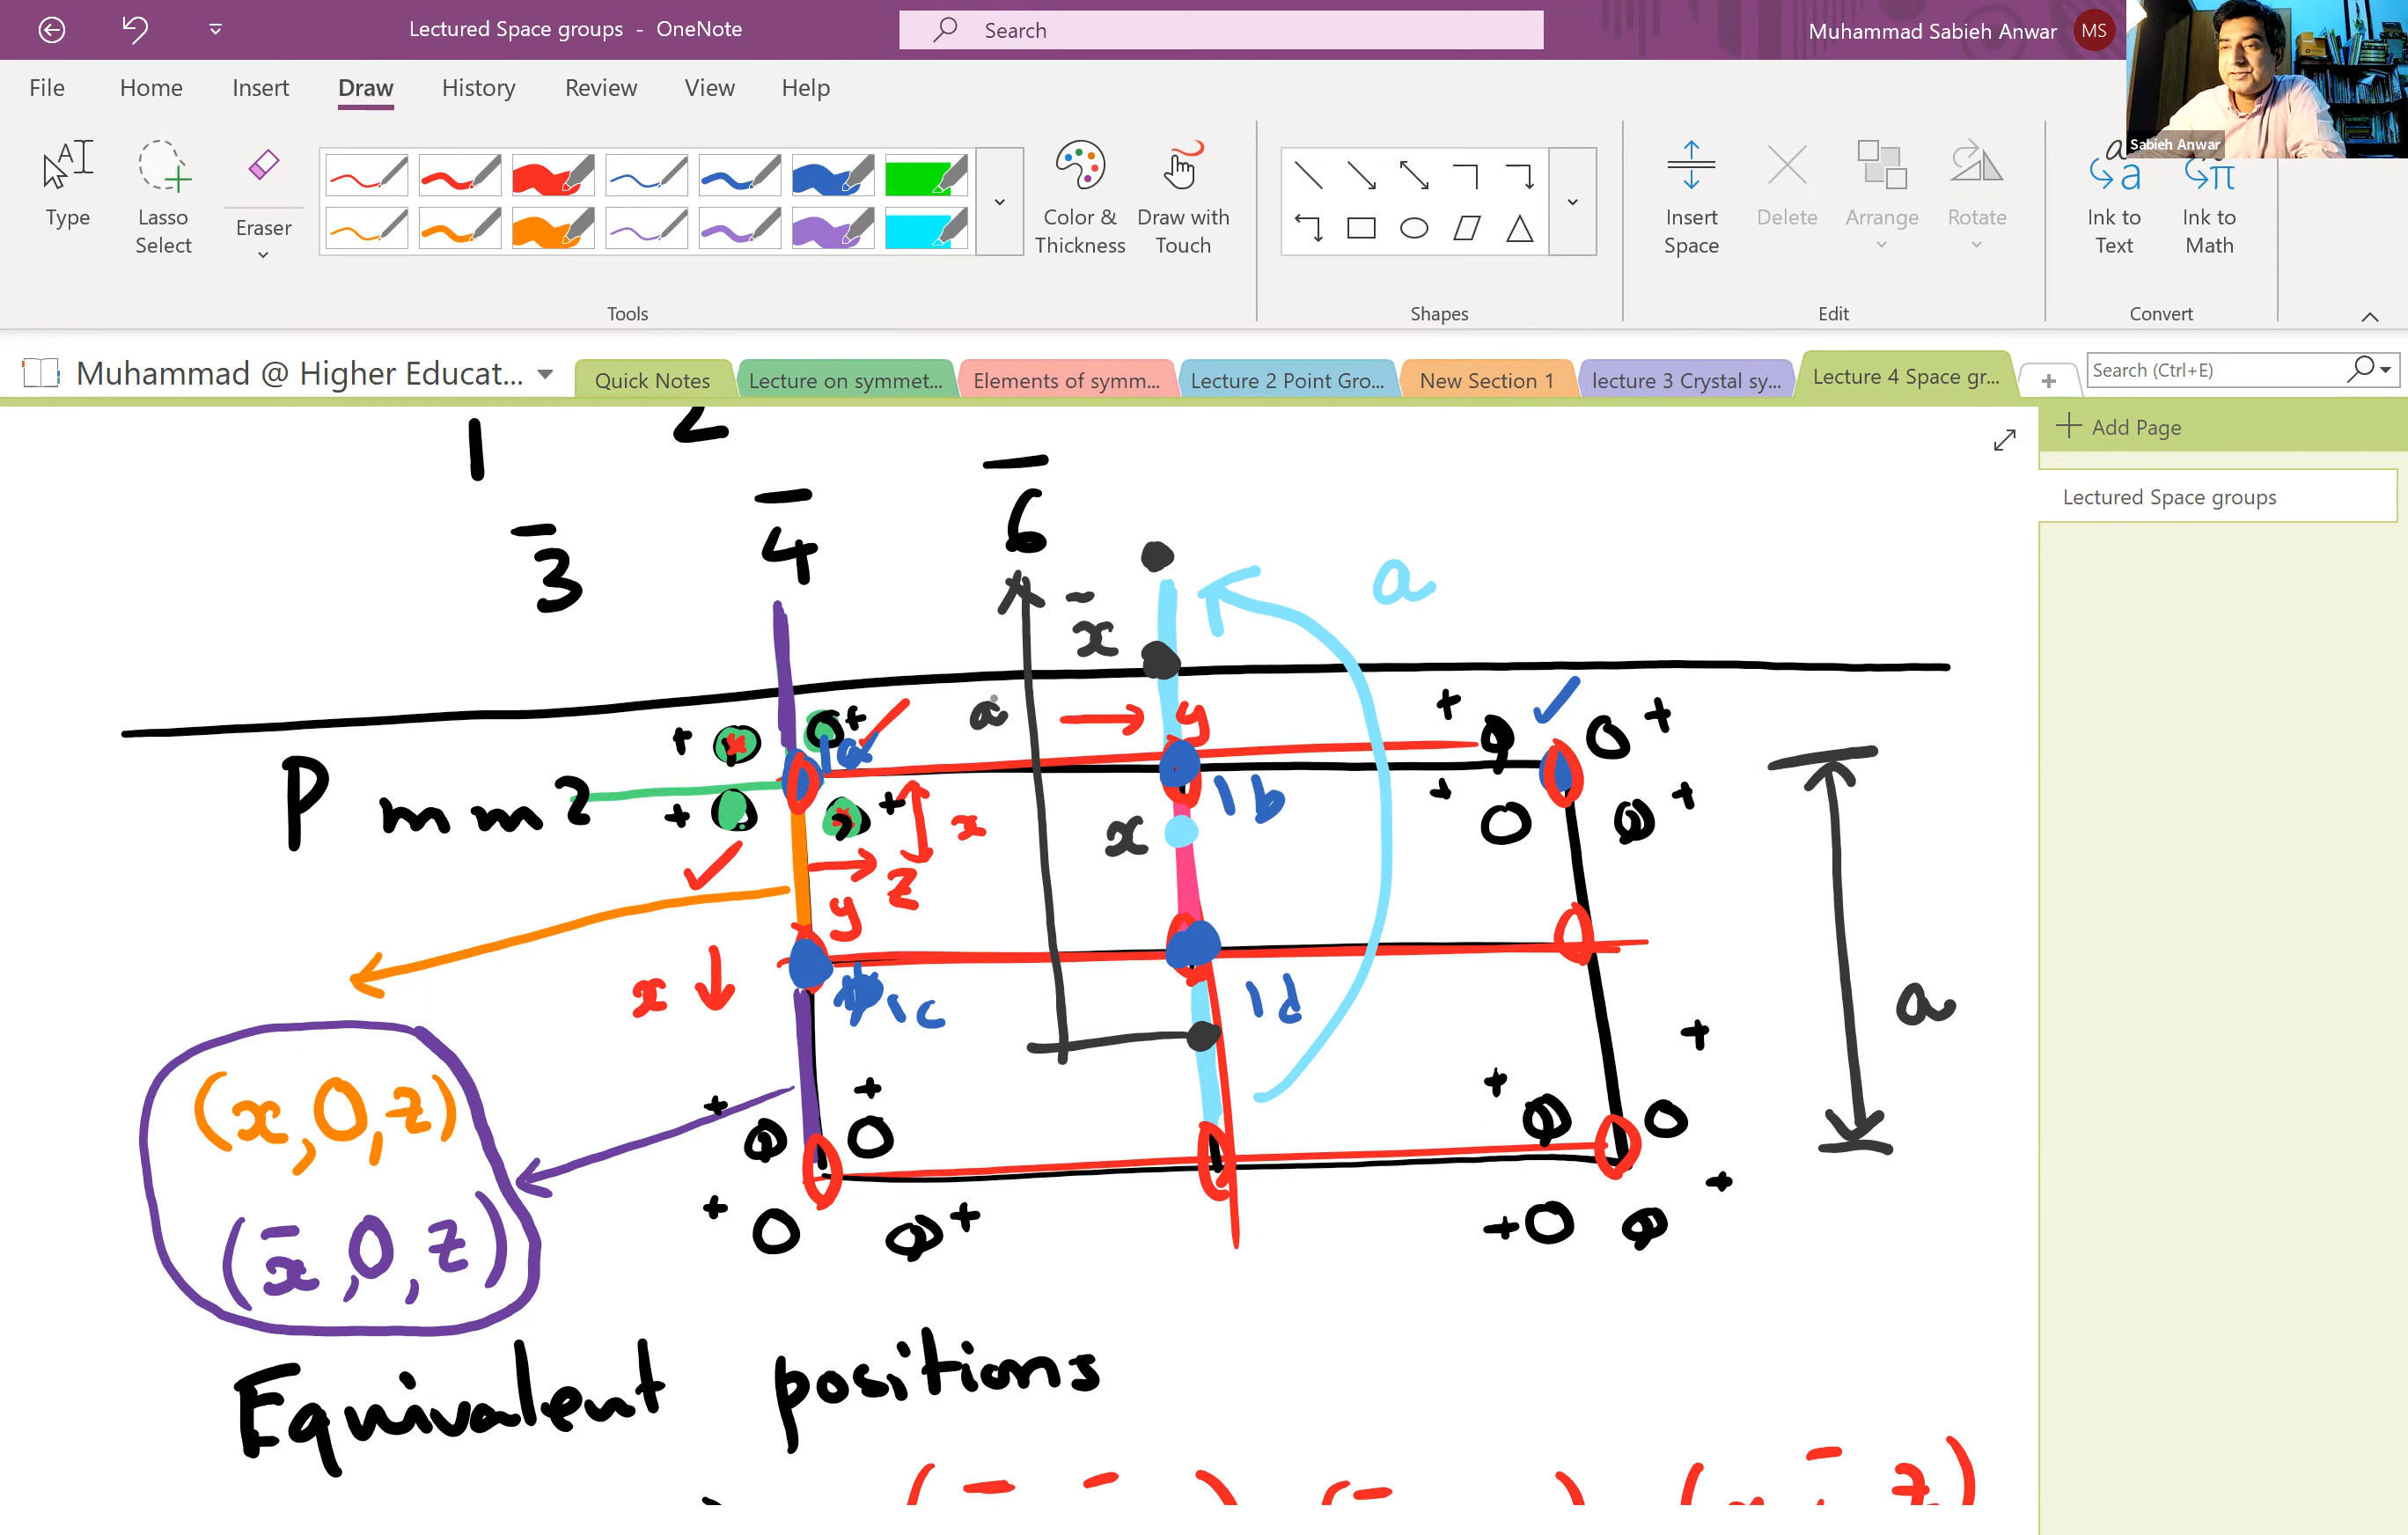 Lectured Space groups - OneNote
Search
Muhammad Sabieh Anwar MS
Sabieh Anwar
File Home Insert Draw History Review View Help
Type
Lasso Select
Eraser
Color & Thickness
Draw with Touch
Insert Space
Delete
Arrange
Rotate
Ink to Text
Ink to Math
Tools
Shapes
Edit
Convert
Muhammad @ Higher Educat...
Quick Notes
Lecture on symmet...
Elements of symm...
Lecture 2 Point Gro...
New Section 1
lecture 3 Crystal sy...
Lecture 4 Space gr...
Search (Ctrl+E)
Add Page
Lectured Space groups
1 2
3̄ 4̄ 6̄
a
x̄
a
y
1a
P mm2
x
x
1b
z
y
x
1c
1d
a
(x,0,z)
(x̄,0,z)
Equivalent positions